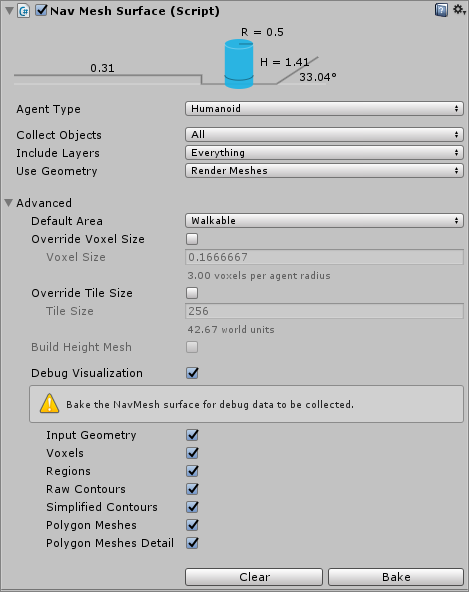 Nav Mesh Surface (Script)
R = 0.5
0.31
H = 1.41
33.04°
Agent Type Humanoid
Collect Objects All
Include Layers Everything
Use Geometry Render Meshes
Advanced
Default Area Walkable
Override Voxel Size
Voxel Size 0.1666667
3.00 voxels per agent radius
Override Tile Size
Tile Size 256
42.67 world units
Build Height Mesh
Debug Visualization
Bake the NavMesh surface for debug data to be collected.
Input Geometry
Voxels
Regions
Raw Contours
Simplified Contours
Polygon Meshes
Polygon Meshes Detail
Clear Bake